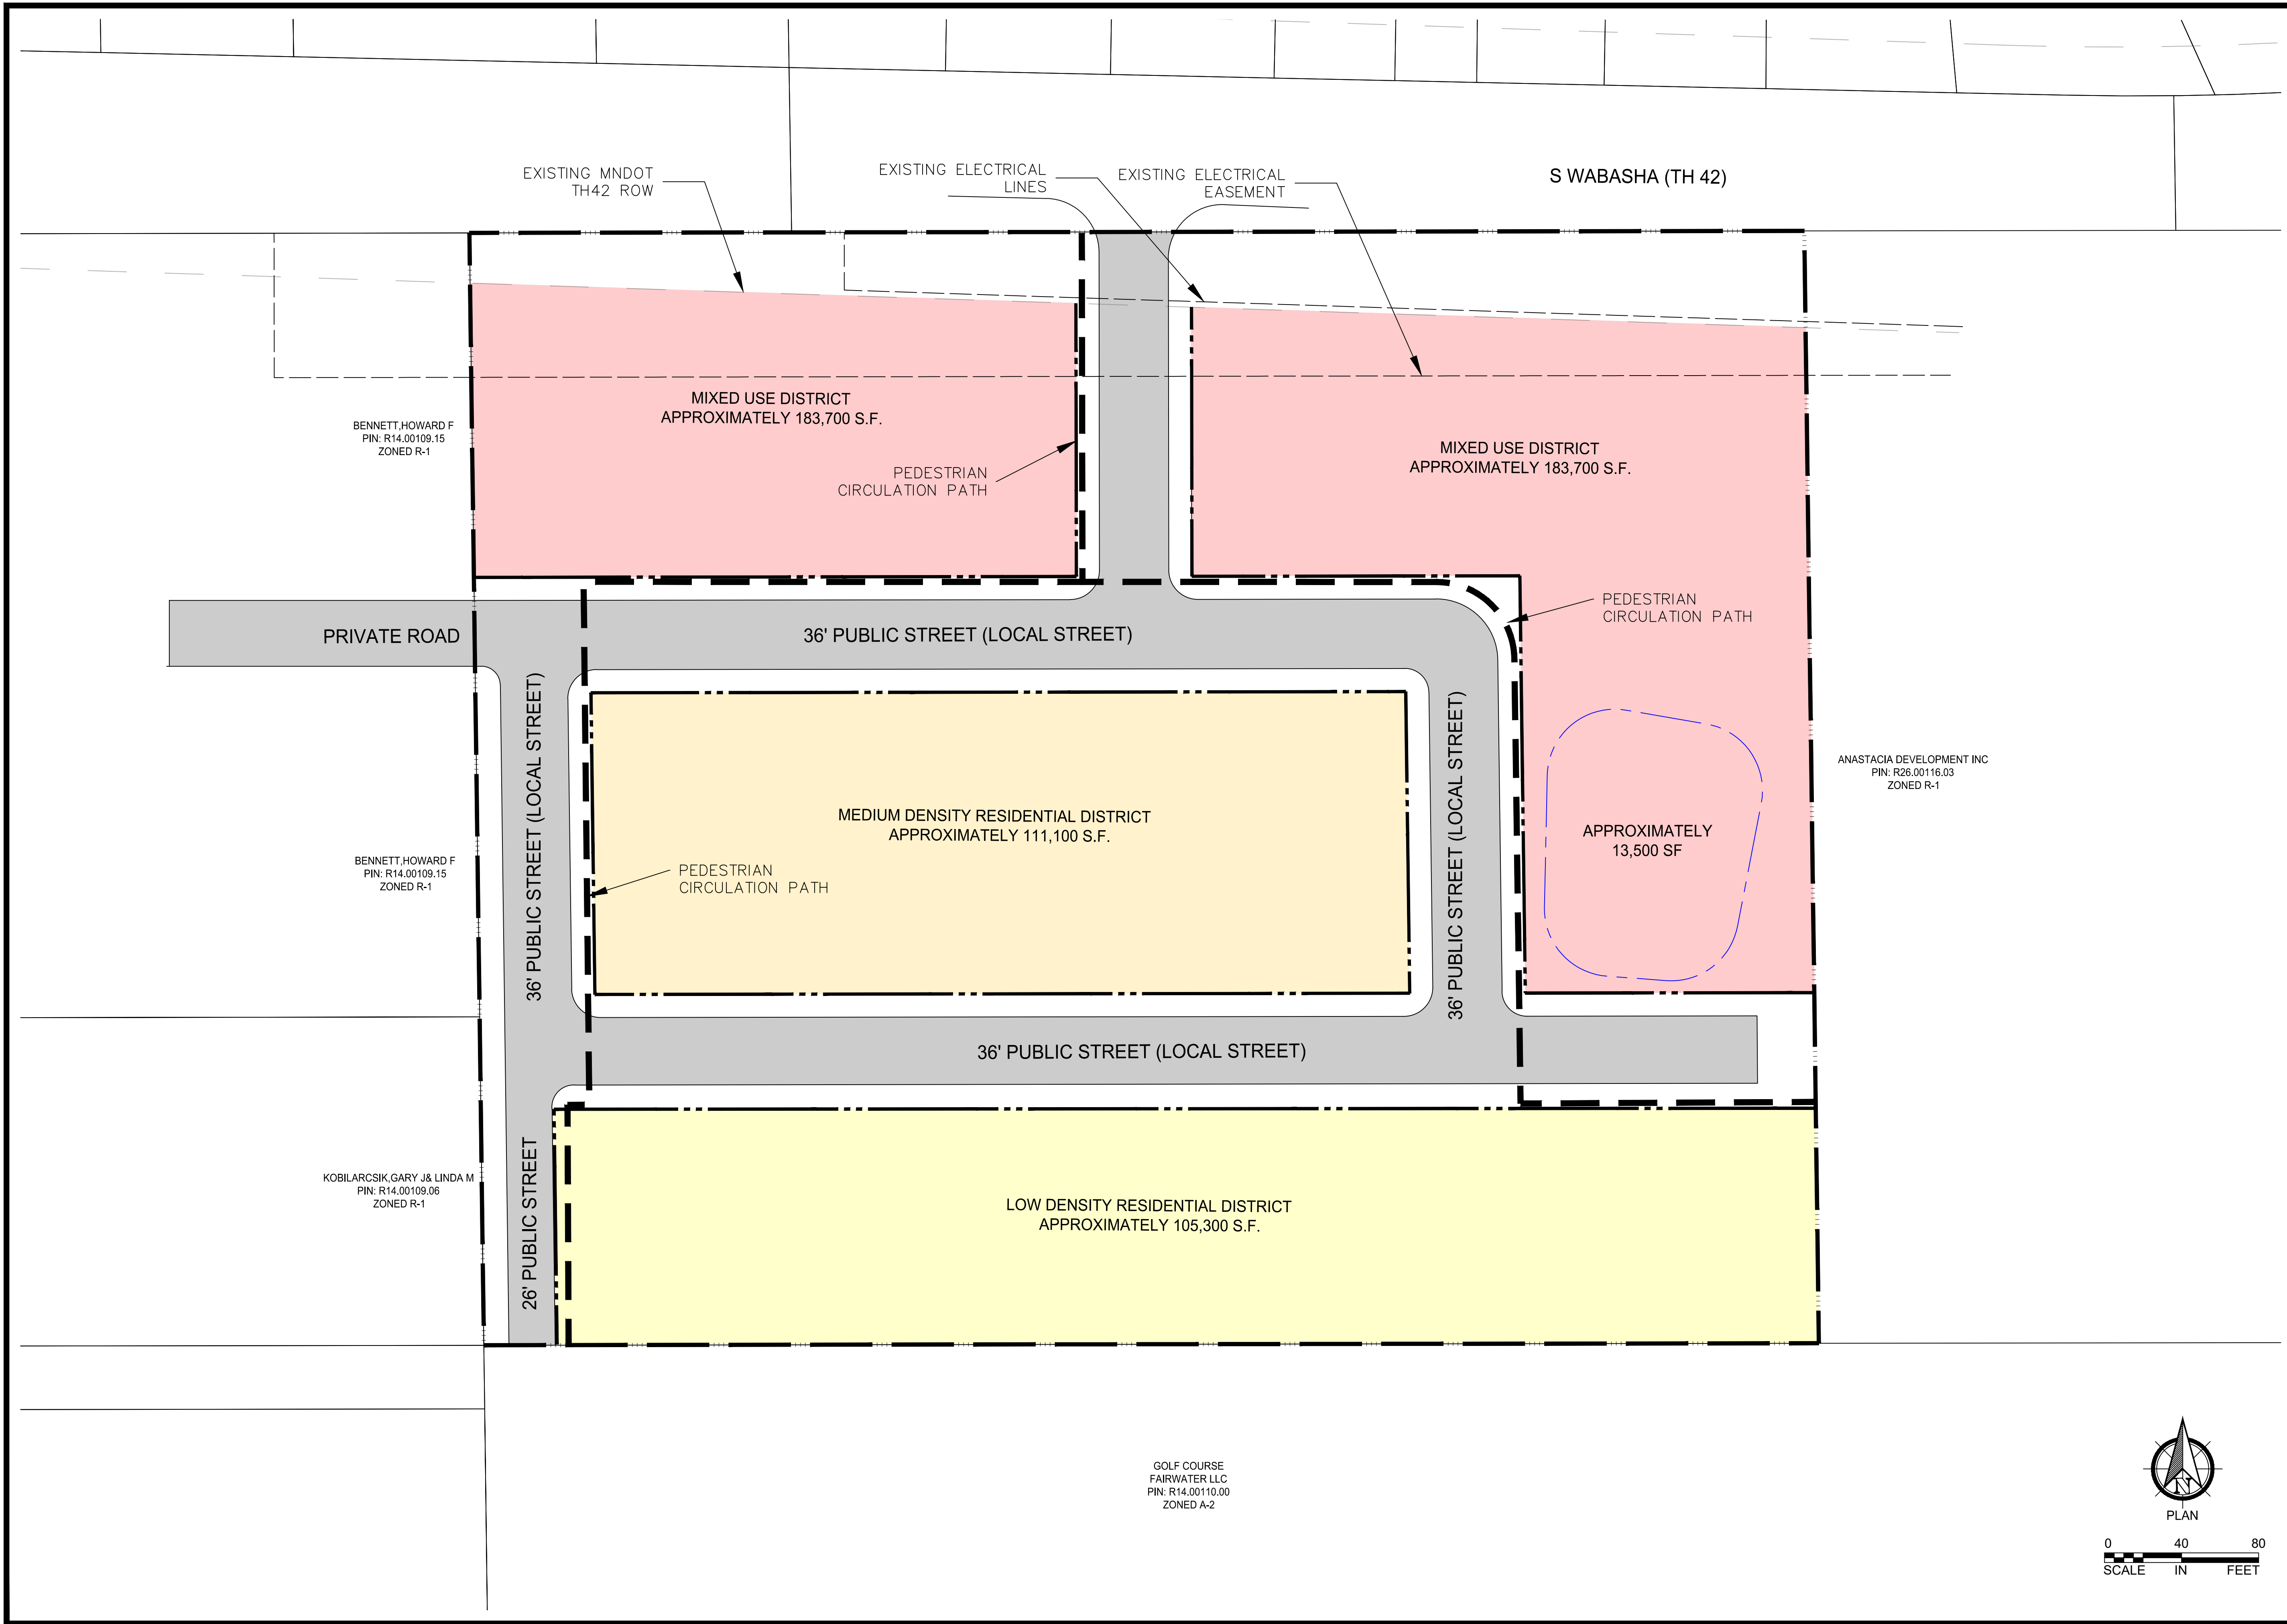 EXISTING MNDOT
TH42 ROW
EXISTING ELECTRICAL
LINES
EXISTING ELECTRICAL
EASEMENT
S WABASHA (TH 42)
MIXED USE DISTRICT
APPROXIMATELY 183,700 S.F.
BENNETT,HOWARD F
PIN: R14.00109.15
ZONED R-1
PEDESTRIAN
CIRCULATION PATH
MIXED USE DISTRICT
APPROXIMATELY 183,700 S.F.
PEDESTRIAN
CIRCULATION PATH
PRIVATE ROAD
36' PUBLIC STREET (LOCAL STREET)
36' PUBLIC STREET (LOCAL STREET)
36' PUBLIC STREET (LOCAL STREET)
MEDIUM DENSITY RESIDENTIAL DISTRICT
APPROXIMATELY 111,100 S.F.
ANASTACIA DEVELOPMENT INC
PIN: R26.00116.03
ZONED R-1
APPROXIMATELY
13,500 SF
BENNETT,HOWARD F
PIN: R14.00109.15
ZONED R-1
PEDESTRIAN
CIRCULATION PATH
36' PUBLIC STREET (LOCAL STREET)
KOBILARCSIK,GARY J& LINDA M
PIN: R14.00109.06
ZONED R-1
26' PUBLIC STREET
LOW DENSITY RESIDENTIAL DISTRICT
APPROXIMATELY 105,300 S.F.
GOLF COURSE
FAIRWATER LLC
PIN: R14.00110.00
ZONED A-2
N
PLAN
0 40 80
SCALE IN FEET